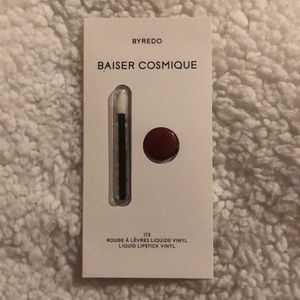 BYREDO
BAISER COSMIQUE
172
ROUGE À LÈVRES LIQUIDE VINYL
LIQUID LIPSTICK VINYL